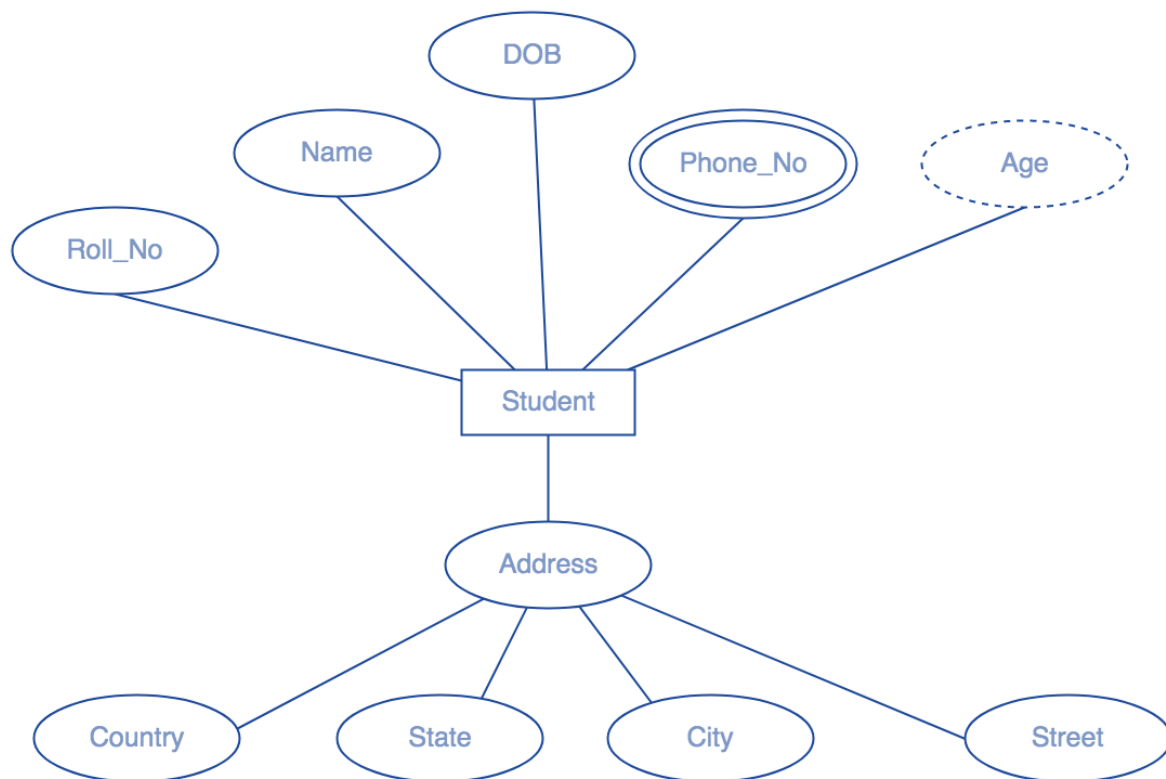 DOB
Name
Phone_No
Age
Roll_No
Student
Address
Country
State
City
Street